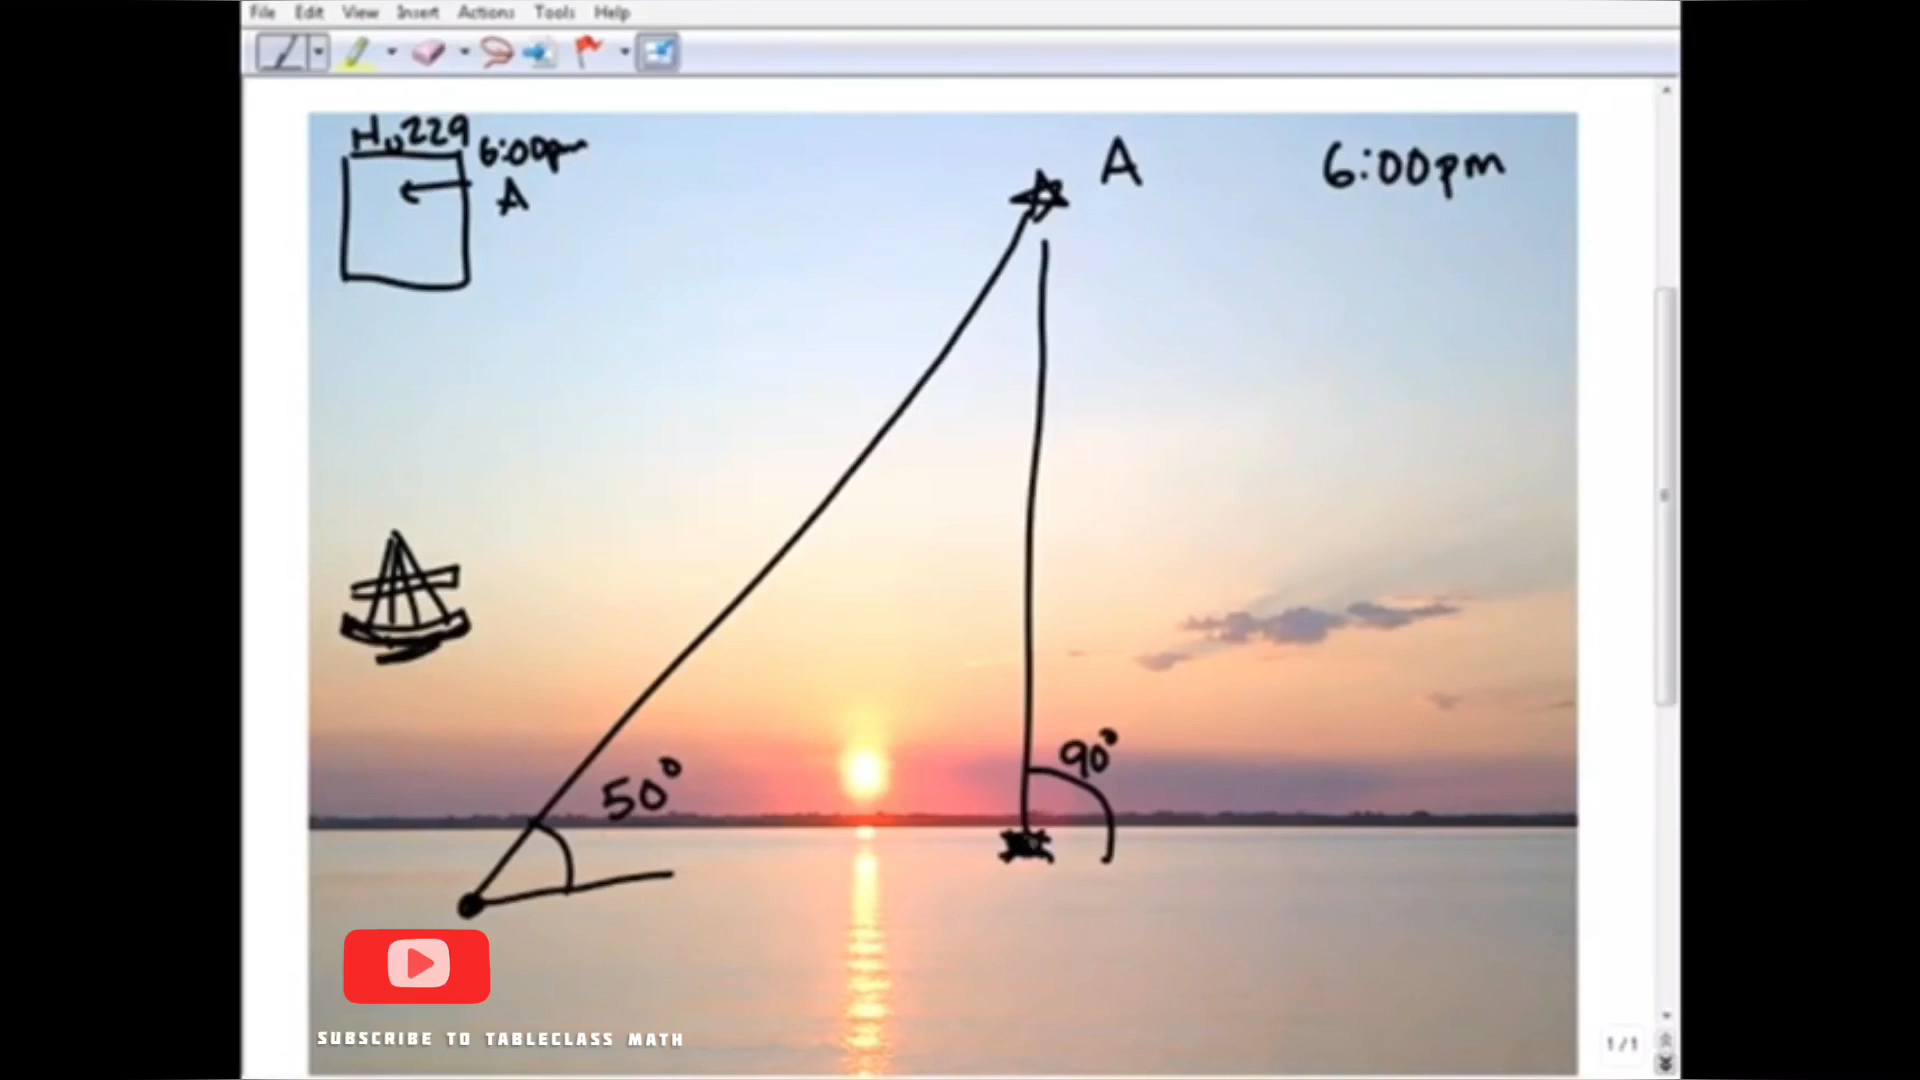 File Edit View Insert Actions Tools Help
Ho229
6:00pm
A
A
6:00pm
50°
90°
SUBSCRIBE TO TABLECLASS MATH
1/1